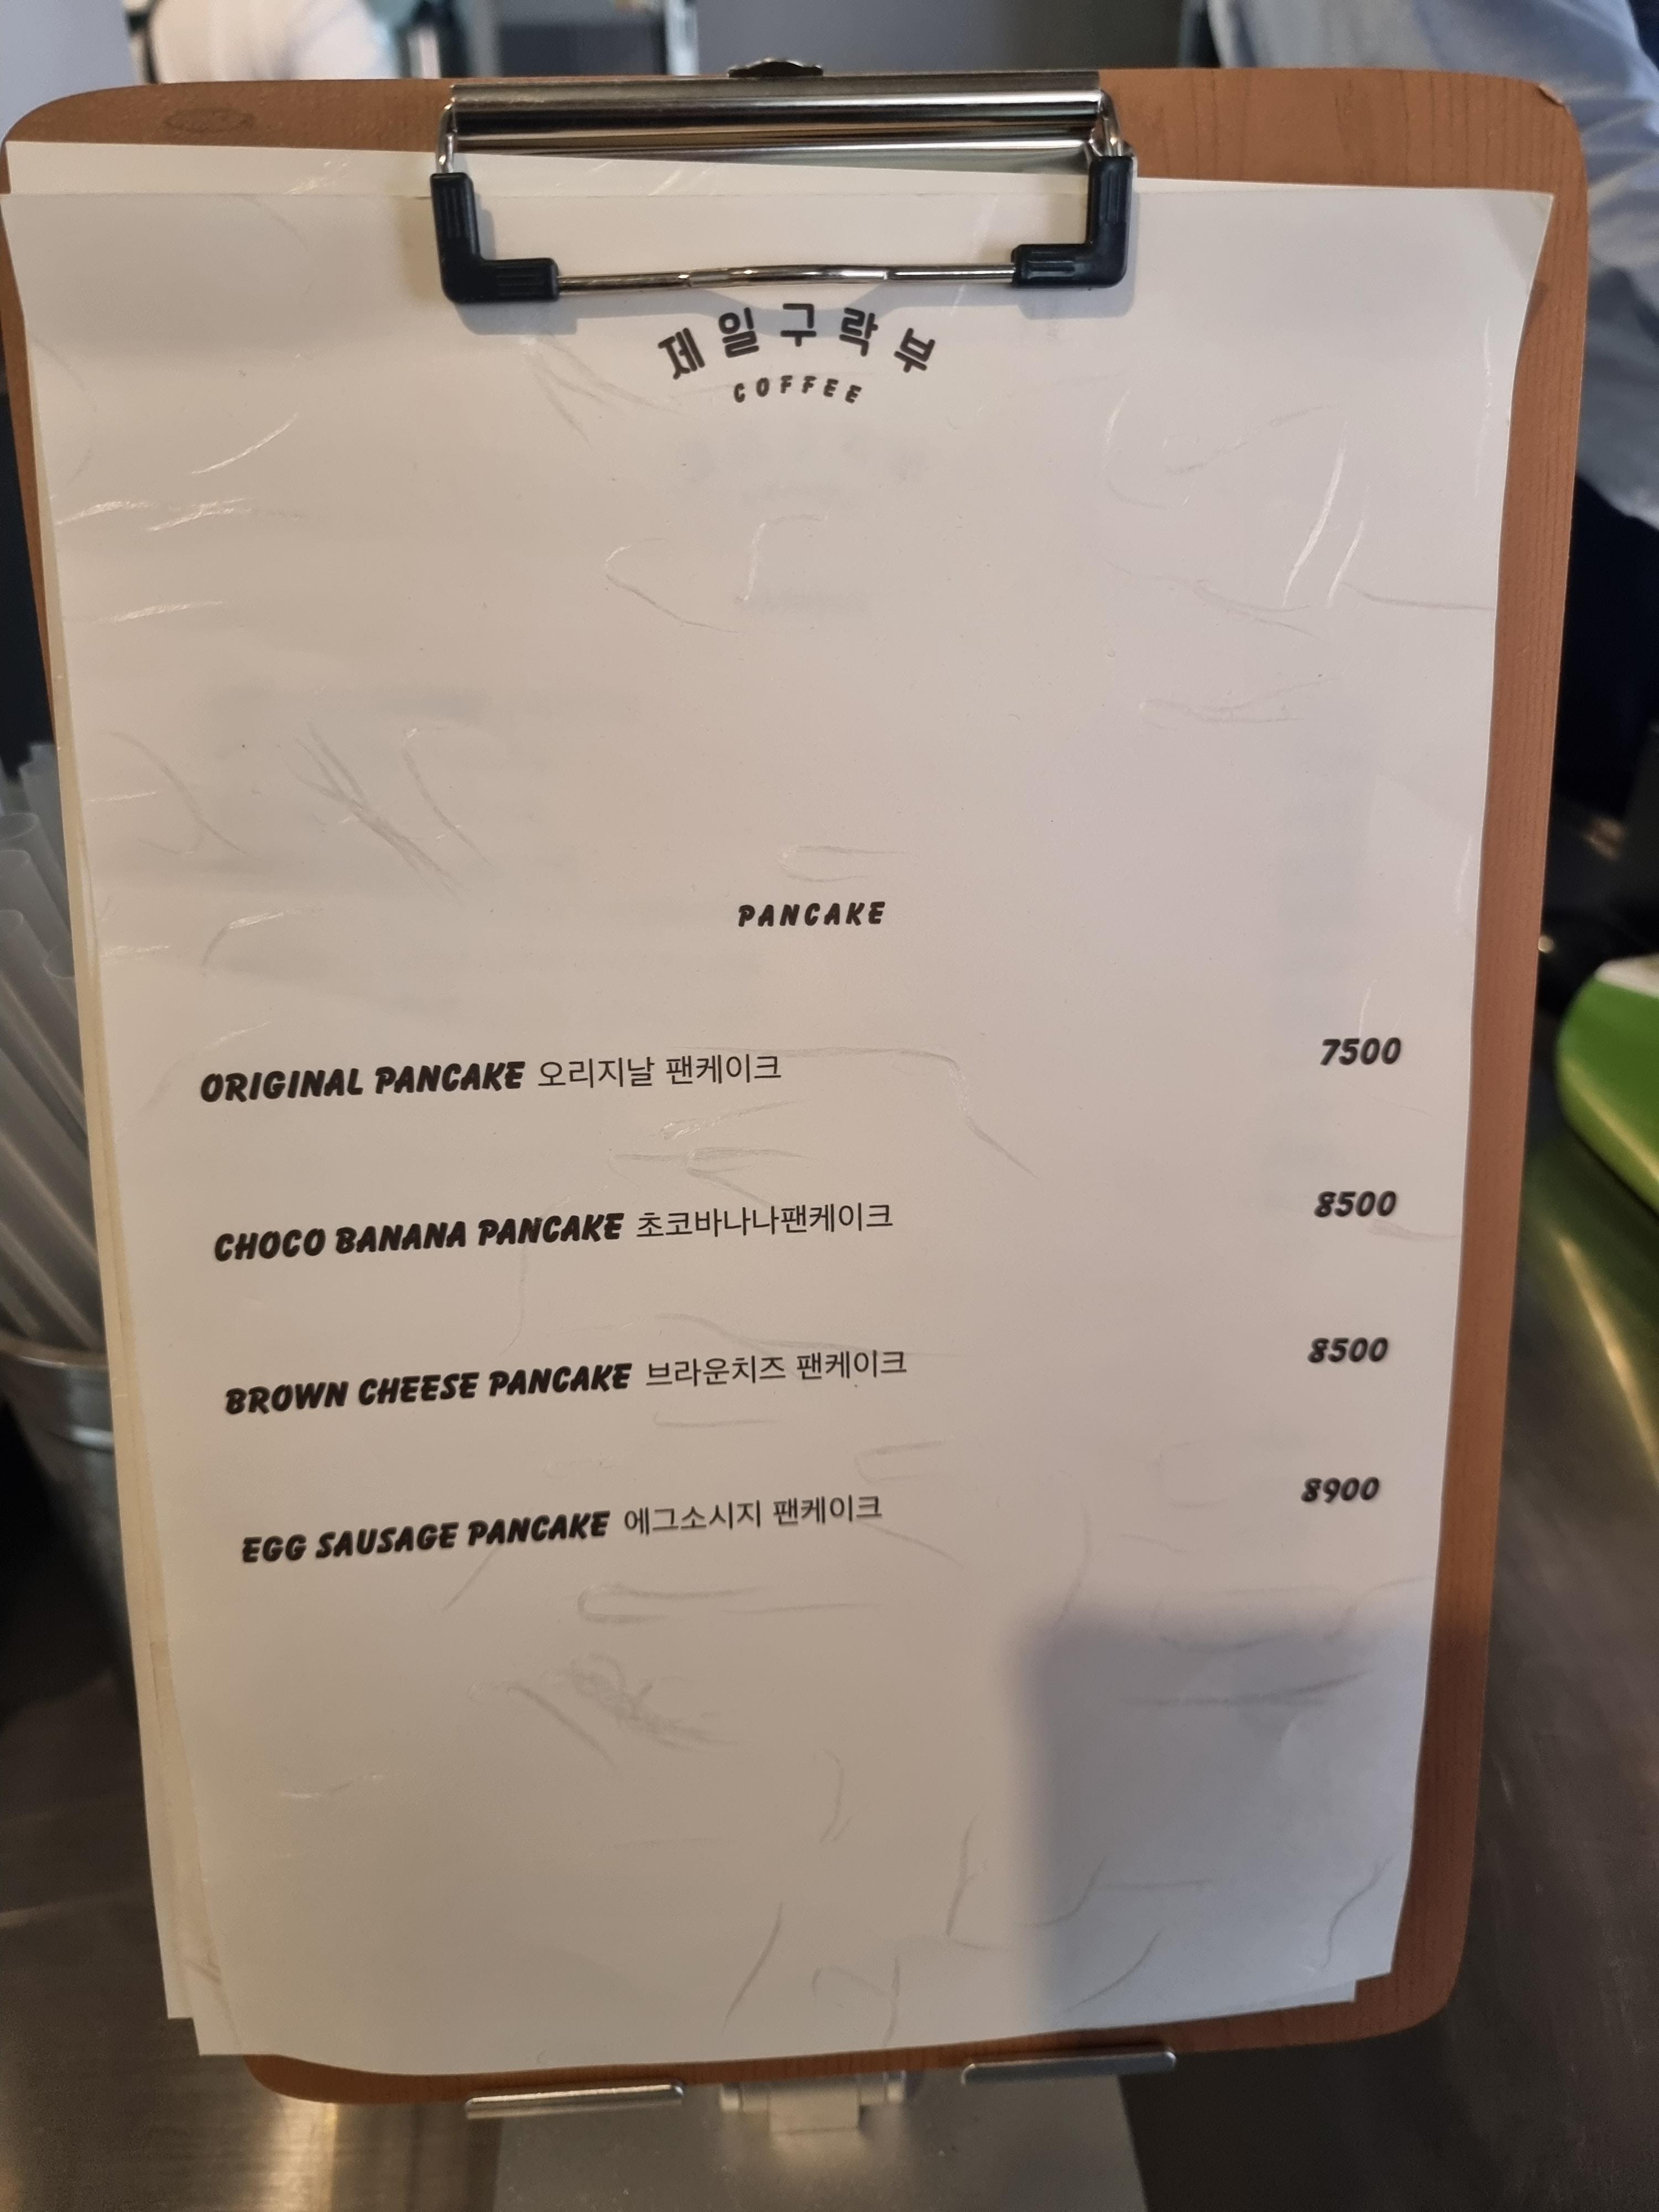 제일구락부
COFFEE
PANCAKE
ORIGINAL PANCAKE 오리지날 팬케이크 7500
CHOCO BANANA PANCAKE 초코바나나팬케이크 8500
BROWN CHEESE PANCAKE 브라운치즈 팬케이크 8500
EGG SAUSAGE PANCAKE 에그소시지 팬케이크 8900